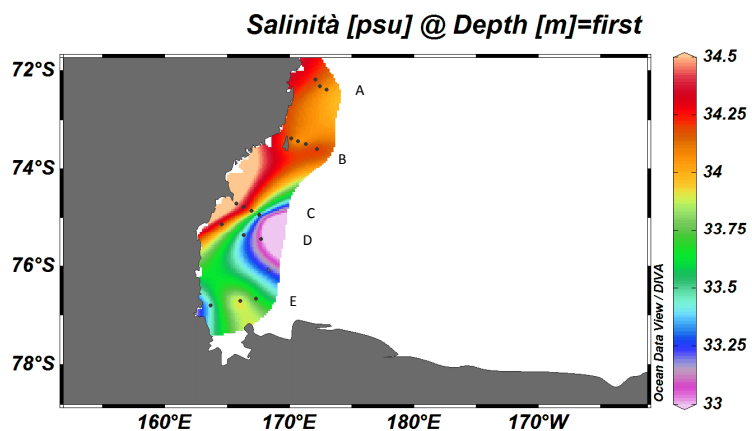 Salinità [psu] @ Depth [m]=first
72°S
74°S
76°S
78°S
160°E
170°E
180°E
170°W
A
B
C
D
E
34.5
34.25
34
33.75
33.5
33.25
33
Ocean Data View / DIVA